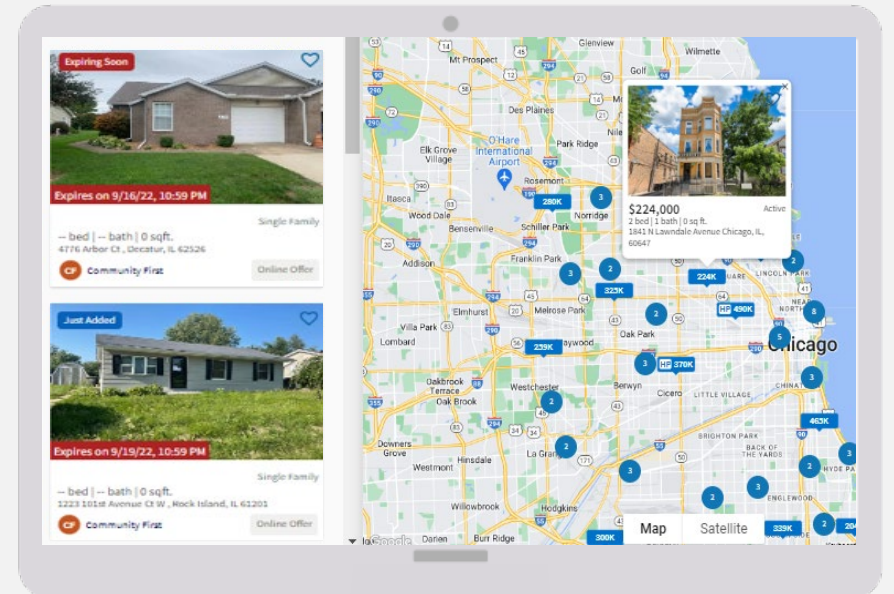 Expiring Soon
Expires on 9/16/22, 10:59 PM
Single Family
-- bed | -- bath | 0 sqft.
4776 Arbor Ct , Decatur, IL 62526
CF Community First
Online Offer
Just Added
Expires on 9/19/22, 10:59 PM
Single Family
-- bed | -- bath | 0 sqft.
1223 101st Avenue Ct W , Rock Island, IL 61201
CF Community First
Online Offer
Glenview
Wilmette
Mt Prospect
Golf
Des Plaines
Niles
O'Hare
International
Airport
Park Ridge
Elk Grove
Village
Rosemont
Itasca
280K
3
Norridge
Wood Dale
Bensenville
Schiller Park
$224,000
Active
2 bed | 1 bath | 0 sq ft.
1841 N Lawndale Avenue Chicago, IL,
60647
Addison
Franklin Park
3
2
224K
LINCOLN PARK
2
325K
Elmhurst
Melrose Park
2
HP 490K
NEAR
NORTH
8
Villa Park
Lombard
239K
Oak Park
5
Chicago
3
HP 370K
Oakbrook
Terrace
Oak Brook
Westchester
Berwyn
Cicero
LITTLE VILLAGE
3
2
463K
BRIGHTON PARK
BACK OF
THE YARDS
Downers
Grove
Hinsdale
Westmont
2
3
3
2
HYDE PA
3
2
ENGLEWOOD
Willowbrook
Hodgkins
Darien
Burr Ridge
300K
Map
Satellite
339K
2
Google